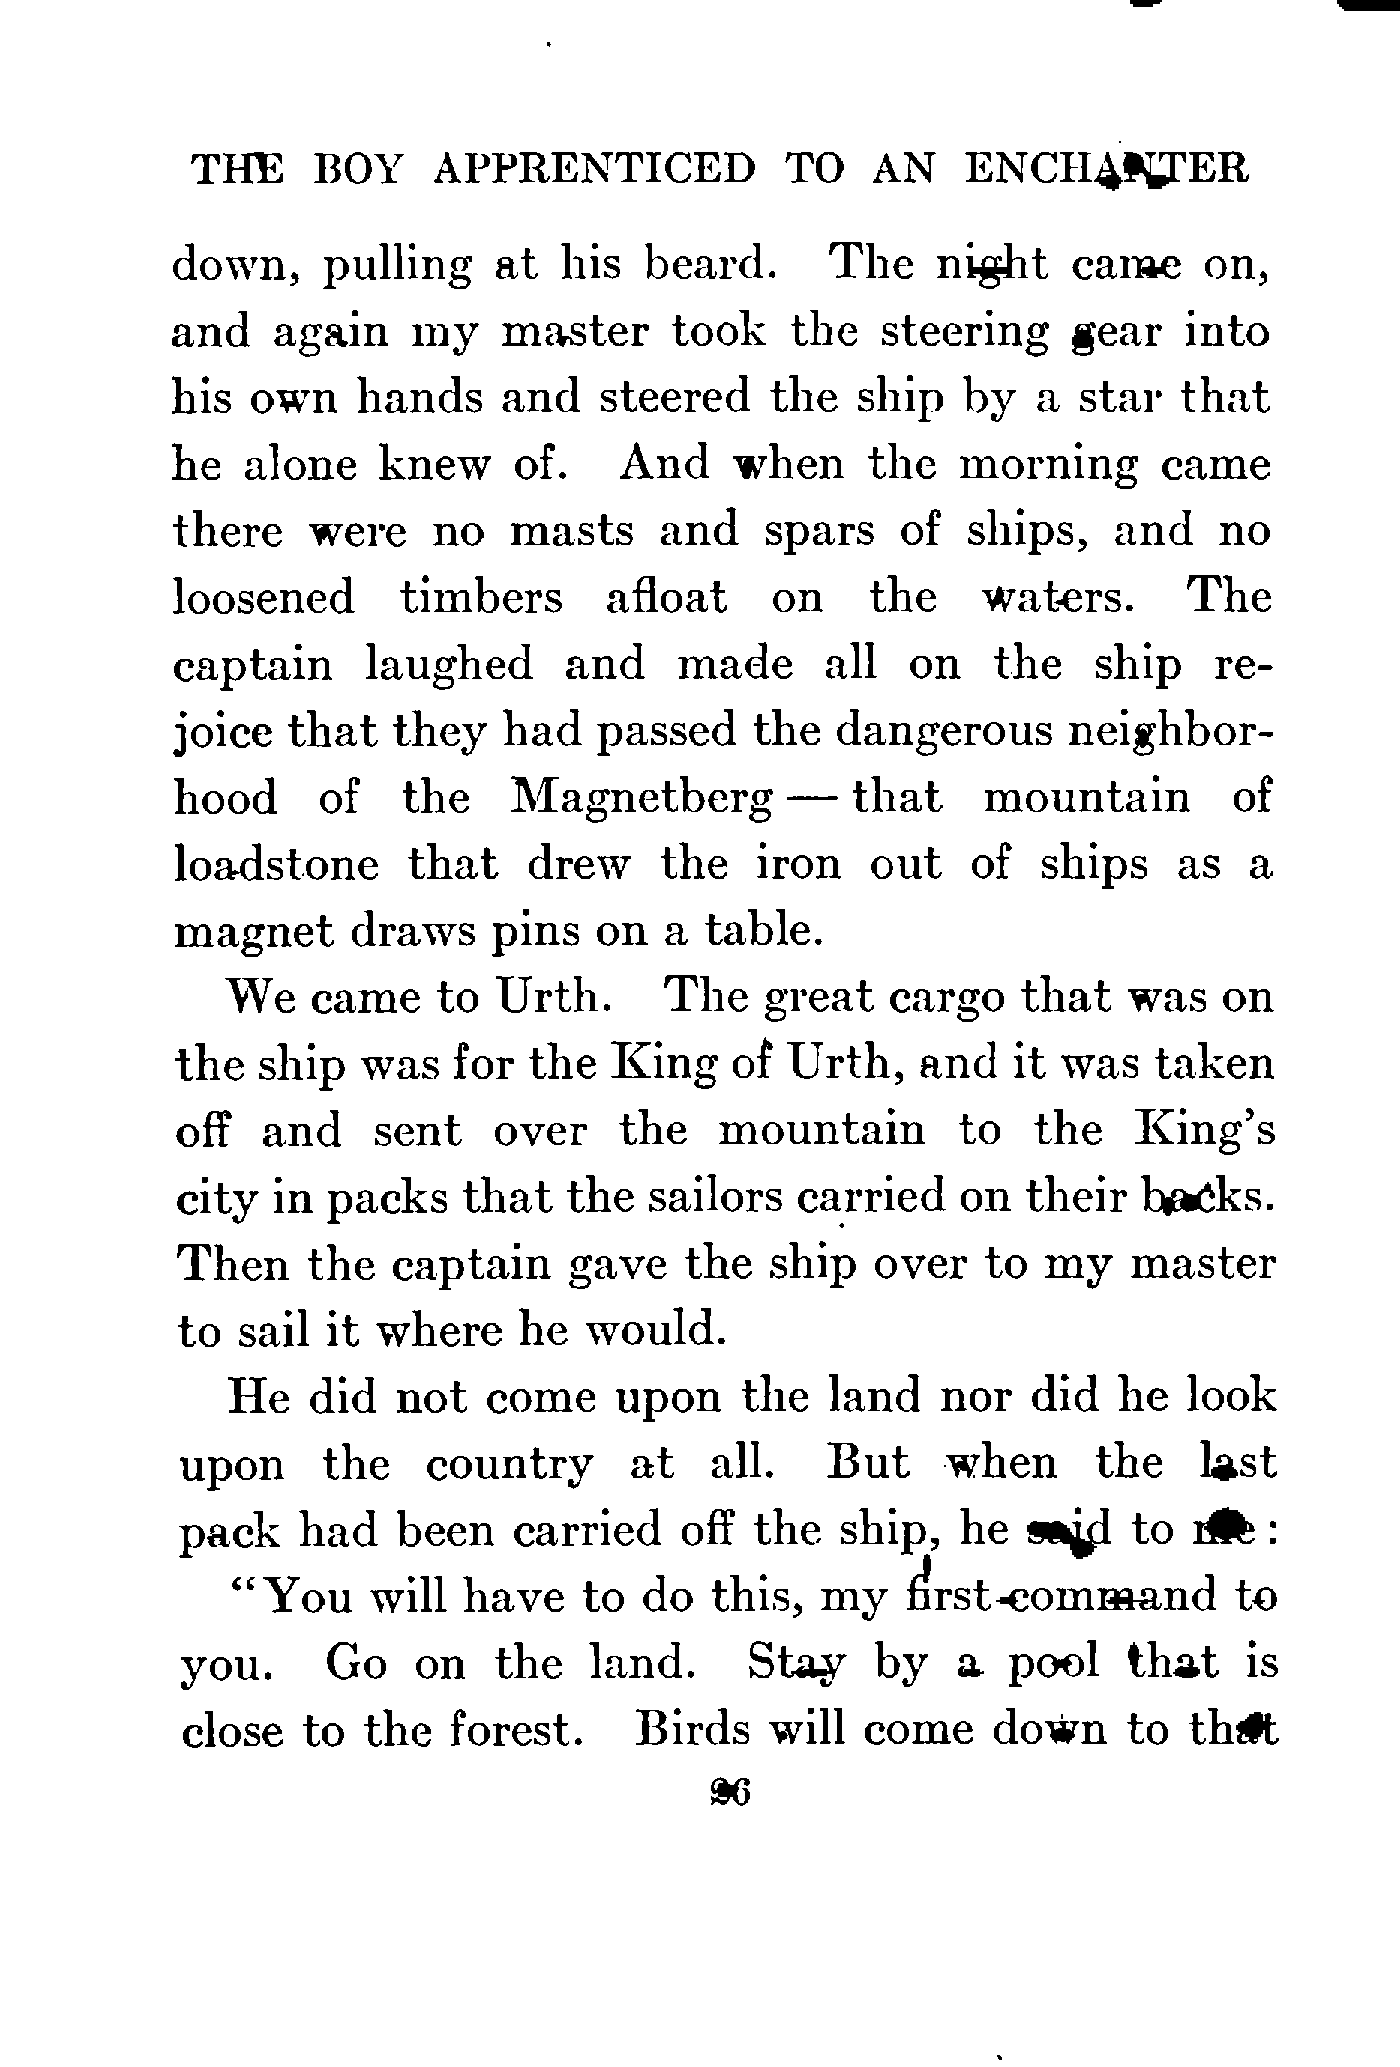 THE BOY APPRENTICED TO AN ENCHANTER
down, pulling at his beard. The night came on,
and again my master took the steering gear into
his own hands and steered the ship by a star that
he alone knew of. And when the morning came
there were no masts and spars of ships, and no
loosened timbers afloat on the waters. The
captain laughed and made all on the ship re-
joice that they had passed the dangerous neighbor-
hood of the Magnetberg — that mountain of
loadstone that drew the iron out of ships as a
magnet draws pins on a table.
We came to Urth. The great cargo that was on
the ship was for the King of Urth, and it was taken
off and sent over the mountain to the King's
city in packs that the sailors carried on their backs.
Then the captain gave the ship over to my master
to sail it where he would.
He did not come upon the land nor did he look
upon the country at all. But when the last
pack had been carried off the ship, he said to me:
"You will have to do this, my first command to
you. Go on the land. Stay by a pool that is
close to the forest. Birds will come down to that
26